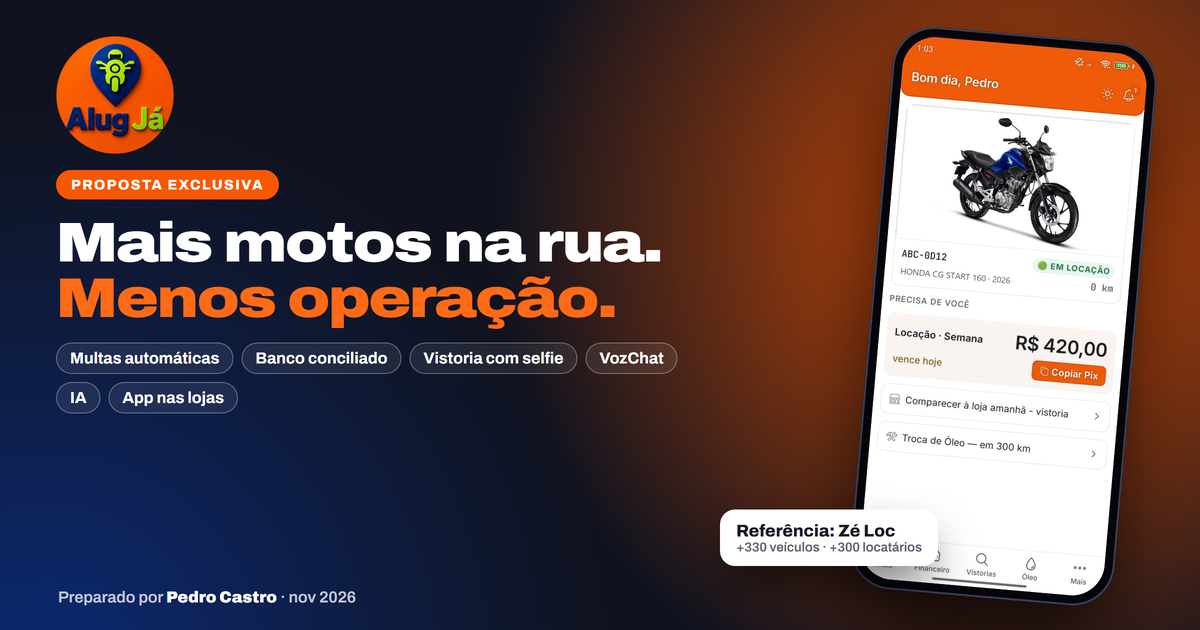 Alug Já
PROPOSTA EXCLUSIVA
Mais motos na rua.
Menos operação.
Multas automáticas
Banco conciliado
Vistoria com selfie
VozChat
IA
App nas lojas
Preparado por Pedro Castro · nov 2026
1:03
100
Bom dia, Pedro
ABC-0D12
EM LOCAÇÃO
HONDA CG START 160 · 2026
0 km
PRECISA DE VOCÊ
Locação · Semana
R$ 420,00
vence hoje
Copiar Pix
Comparecer à loja amanhã - vistoria
Troca de Óleo — em 300 km
Referência: Zé Loc
+330 veículos · +300 locatários
Financeiro
Vistorias
Óleo
Mais